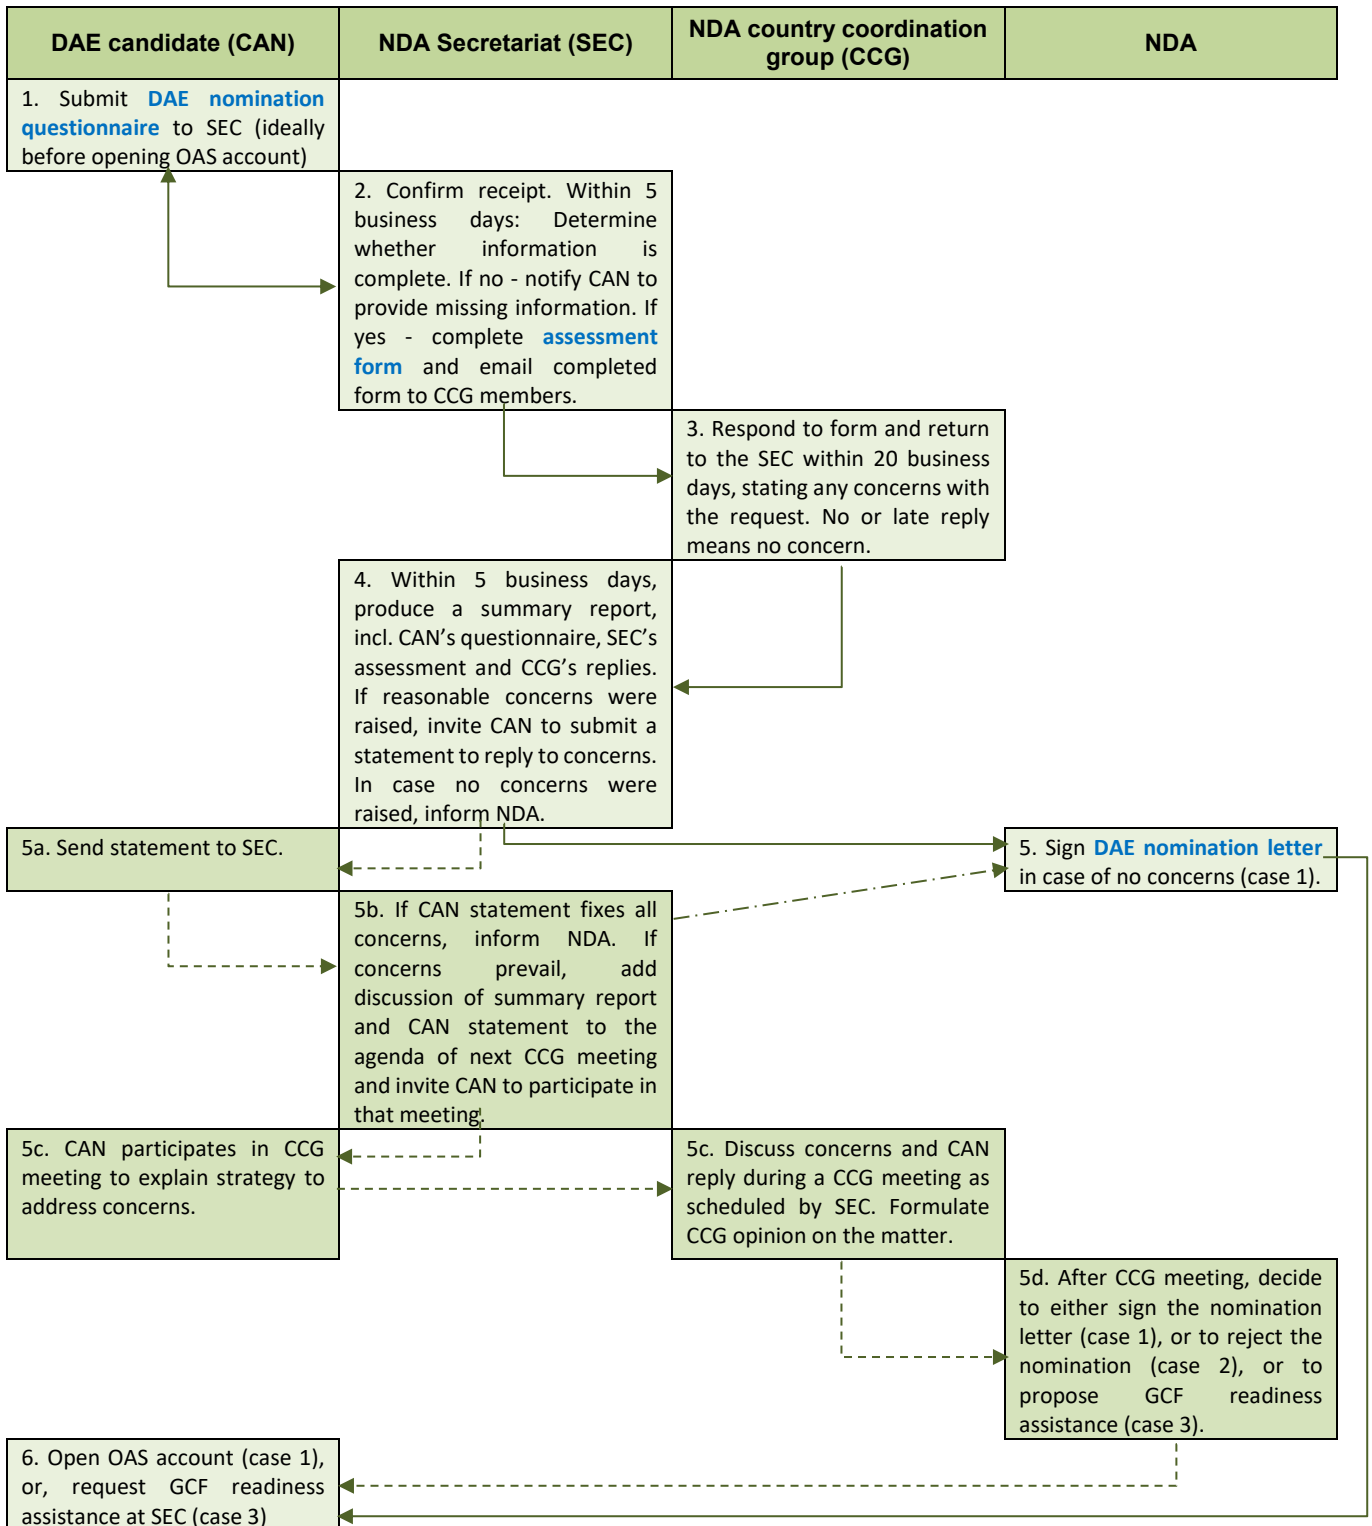 DAE candidate (CAN)
NDA Secretariat (SEC)
NDA country coordination
group (CCG)
NDA
1. Submit DAE nomination
questionnaire to SEC (ideally
before opening OAS account)
2. Confirm receipt. Within 5
business days: Determine
whether information is
complete. If no - notify CAN to
provide missing information. If
yes - complete assessment
form and email completed
form to CCG members.
3. Respond to form and return
to the SEC within 20 business
days, stating any concerns with
the request. No or late reply
means no concern.
4. Within 5 business days,
produce a summary report,
incl. CAN’s questionnaire, SEC’s
assessment and CCG’s replies.
If reasonable concerns were
raised, invite CAN to submit a
statement to reply to concerns.
In case no concerns were
raised, inform NDA.
5a. Send statement to SEC.
5. Sign DAE nomination letter
in case of no concerns (case 1).
5b. If CAN statement fixes all
concerns, inform NDA. If
concerns prevail, add
discussion of summary report
and CAN statement to the
agenda of next CCG meeting
and invite CAN to participate in
that meeting.
5c. CAN participates in CCG
meeting to explain strategy to
address concerns.
5c. Discuss concerns and CAN
reply during a CCG meeting as
scheduled by SEC. Formulate
CCG opinion on the matter.
5d. After CCG meeting, decide
to either sign the nomination
letter (case 1), or to reject the
nomination (case 2), or to
propose GCF readiness
assistance (case 3).
6. Open OAS account (case 1),
or, request GCF readiness
assistance at SEC (case 3)